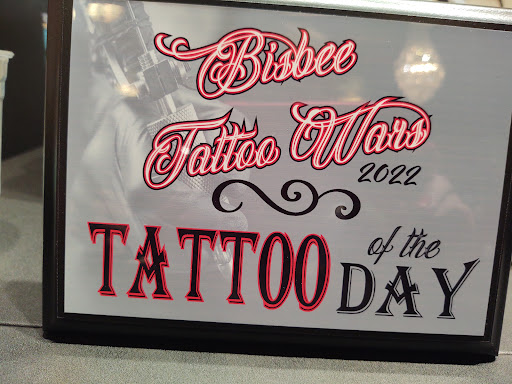 Bisbee
Tattoo Wars
2022
TATTOO of the DAY